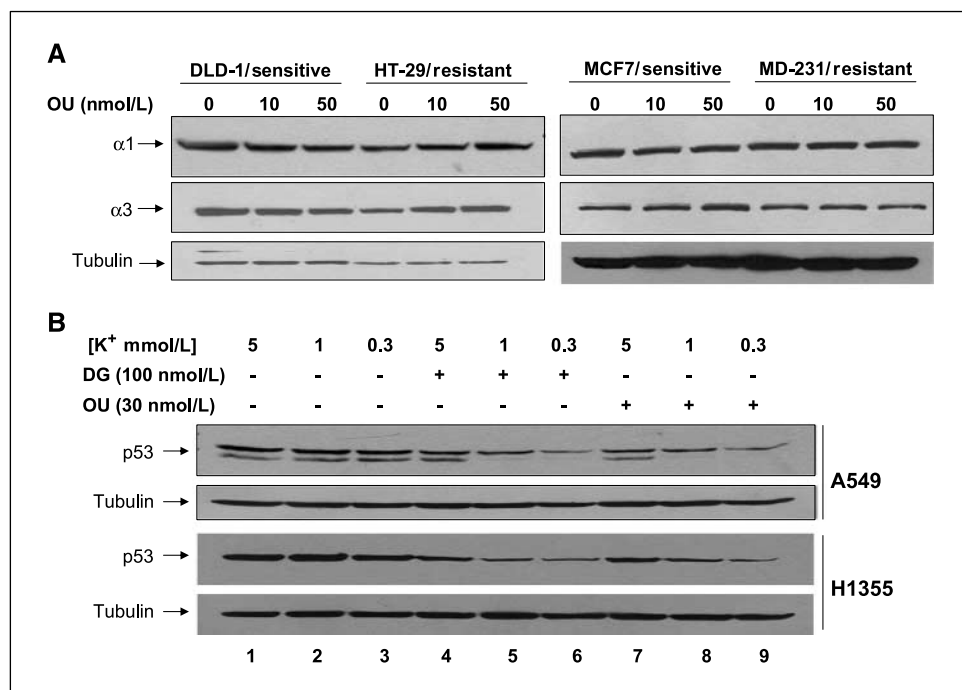 A
DLD-1/sensitive HT-29/resistant MCF7/sensitive MD-231/resistant
OU (nmol/L) 0 10 50 0 10 50 0 10 50 0 10 50
α1
α3
Tubulin
B
[K+ mmol/L] 5 1 0.3 5 1 0.3 5 1 0.3
DG (100 nmol/L) - - - + + + - - -
OU (30 nmol/L) - - - - - - + + +
p53
Tubulin
A549
p53
Tubulin
H1355
1 2 3 4 5 6 7 8 9